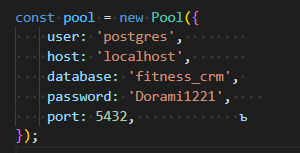 const pool = new Pool({
user: 'postgres',
host: 'localhost',
database: 'fitness_crm',
password: 'Dorami1221',
port: 5432, ъ
});